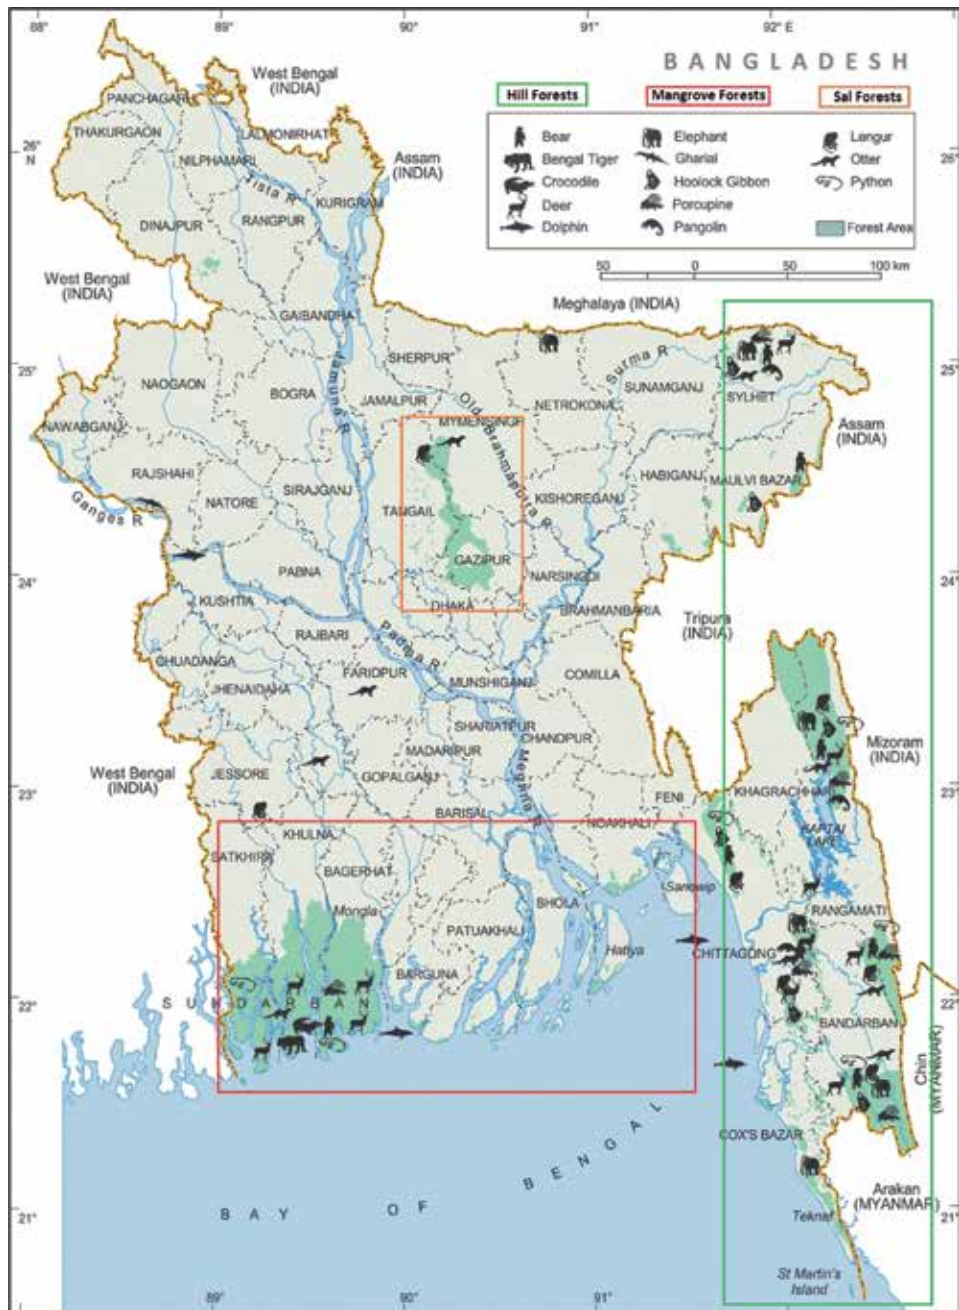 88°
89°
90°
91°
92° E
BANGLADESH
Hill Forests
Mangrove Forests
Sal Forests
Bear
Elephant
Langur
Bengal Tiger
Gharial
Otter
Crocodile
Hoolock Gibbon
Python
Deer
Porcupine
Dolphin
Pangolin
Forest Area
50 0 50 100 km
West Bengal
(INDIA)
PANCHAGARH
THAKURGAON
LALMONIRHAT
NILPHAMARI
Assam
(INDIA)
26°
N
26°
Tista R
KURIGRAM
DINAJPUR
RANGPUR
West Bengal
(INDIA)
Meghalaya (INDIA)
GAIBANDHA
SHERPUR
Surma R
25°
25°
NAOGAON
BOGRA
Jamuna R
JAMALPUR
Old Brahmaputra R
NETROKONA
SUNAMGANJ
SYLHET
NAWABGANJ
MYMENSINGH
Assam
(INDIA)
RAJSHAHI
HABIGANJ
MAULVI BAZAR
Ganges R
NATORE
SIRAJGANJ
TANGAIL
KISHOREGANJ
GAZIPUR
24°
24°
PABNA
NARSINGDI
KUSHTIA
DHAKA
BRAHMANBARIA
Tripura
(INDIA)
RAJBARI
Padma R
CHUADANGA
FARIDPUR
MUNSHIGANJ
COMILLA
JHENAIDAHA
SHARIATPUR
CHANDPUR
MADARIPUR
Mizoram
(INDIA)
West Bengal
(INDIA)
JESSORE
GOPALGANJ
Meghna R
23°
23°
KHAGRACHHARI
FENI
BARISAL
NOAKHALI
KAPTAI
LAKE
KHULNA
SATKHIRA
BAGERHAT
Sandwip
BHOLA
RANGAMATI
Mongla
PATUAKHALI
Hatiya
CHITTAGONG
BARGUNA
22°
22°
SUNDARBAN
BANDARBAN
Chin
(MYANMAR)
COX'S BAZAR
BAY OF BENGAL
Arakan
(MYANMAR)
21°
21°
Teknaf
St Martin's
Island
89°
90°
91°